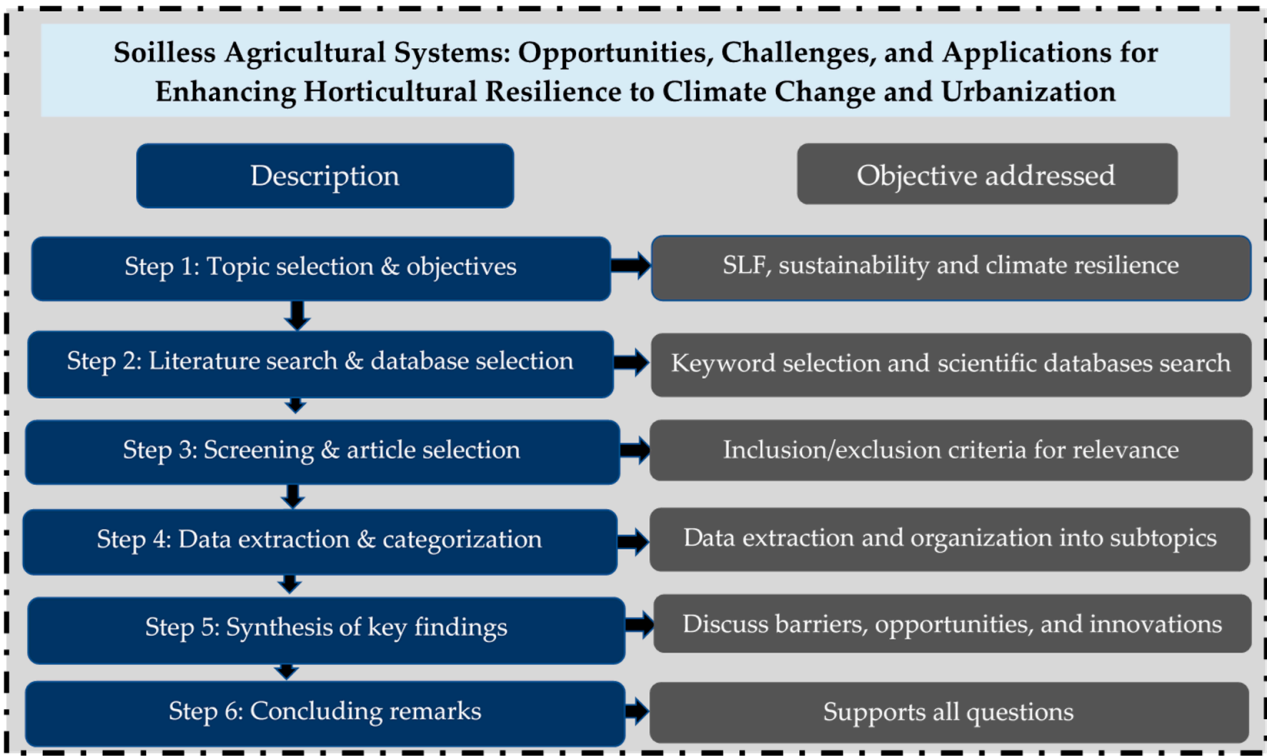 Soilless Agricultural Systems: Opportunities, Challenges, and Applications for
Enhancing Horticultural Resilience to Climate Change and Urbanization
Description
Objective addressed
Step 1: Topic selection & objectives
SLF, sustainability and climate resilience
Step 2: Literature search & database selection
Keyword selection and scientific databases search
Step 3: Screening & article selection
Inclusion/exclusion criteria for relevance
Step 4: Data extraction & categorization
Data extraction and organization into subtopics
Step 5: Synthesis of key findings
Discuss barriers, opportunities, and innovations
Step 6: Concluding remarks
Supports all questions